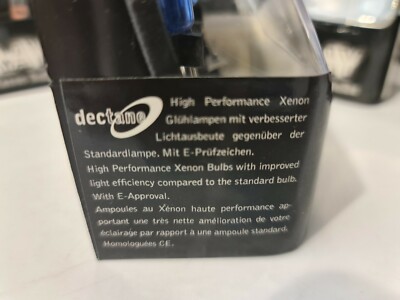 dectane
High Performance Xenon
Glühlampen mit verbesserter
Lichtausbeute gegenüber der
Standardlampe. Mit E-Prüfzeichen.
High Performance Xenon Bulbs with improved
light efficiency compared to the standard bulb.
With E-Approval.
Ampoules au Xénon haute performance ap-
portant une très nette amélioration de votre
éclairage par rapport à une ampoule standard.
Homologuées CE.